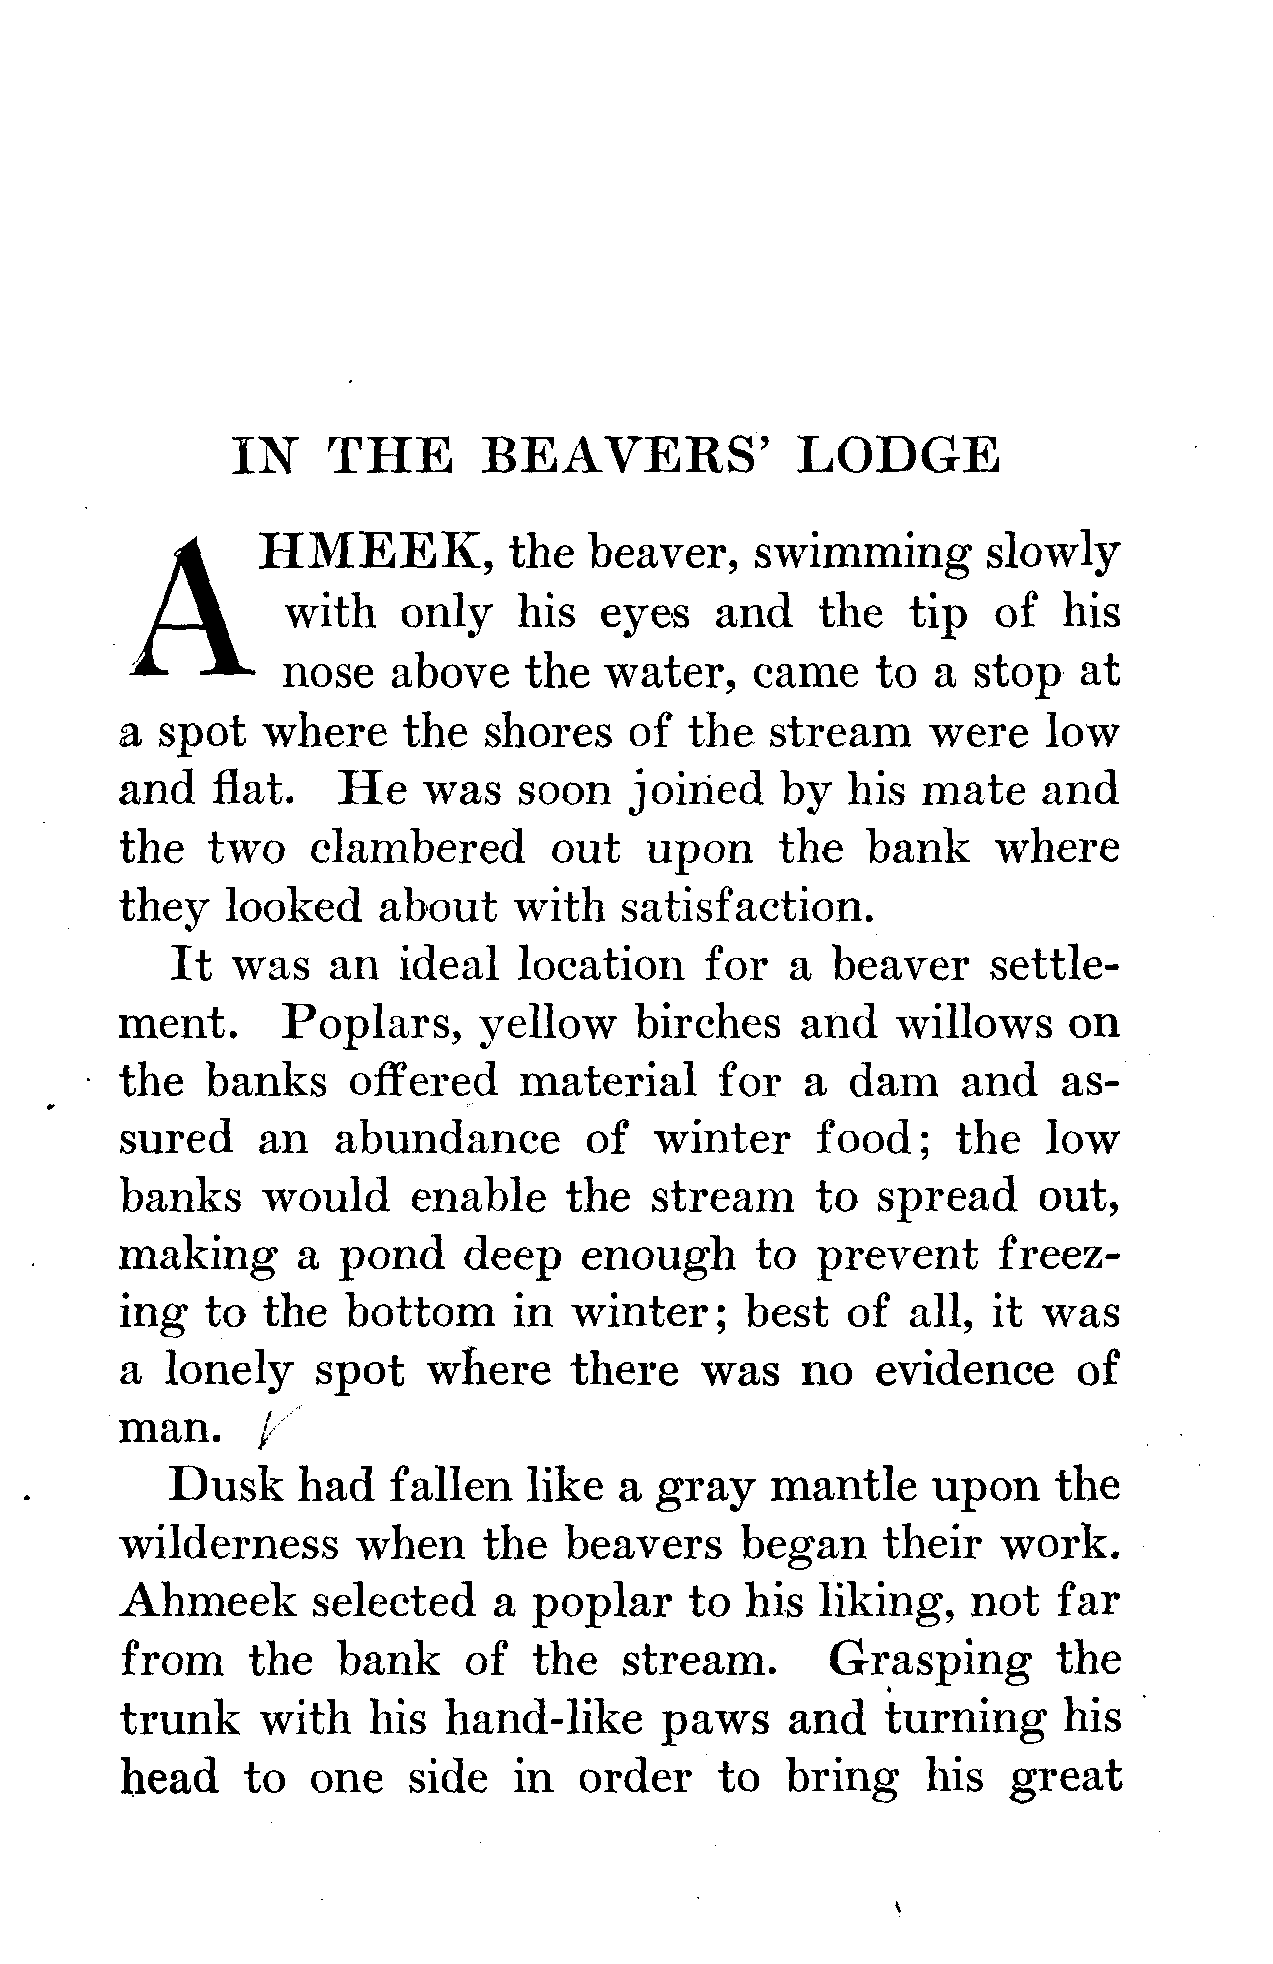 IN THE BEAVERS' LODGE
AHMEEK, the beaver, swimming slowly
with only his eyes and the tip of his
nose above the water, came to a stop at
a spot where the shores of the stream were low
and flat. He was soon joined by his mate and
the two clambered out upon the bank where
they looked about with satisfaction.
It was an ideal location for a beaver settle-
ment. Poplars, yellow birches and willows on
the banks offered material for a dam and as-
sured an abundance of winter food; the low
banks would enable the stream to spread out,
making a pond deep enough to prevent freez-
ing to the bottom in winter; best of all, it was
a lonely spot where there was no evidence of
man.
Dusk had fallen like a gray mantle upon the
wilderness when the beavers began their work.
Ahmeek selected a poplar to his liking, not far
from the bank of the stream. Grasping the
trunk with his hand-like paws and turning his
head to one side in order to bring his great